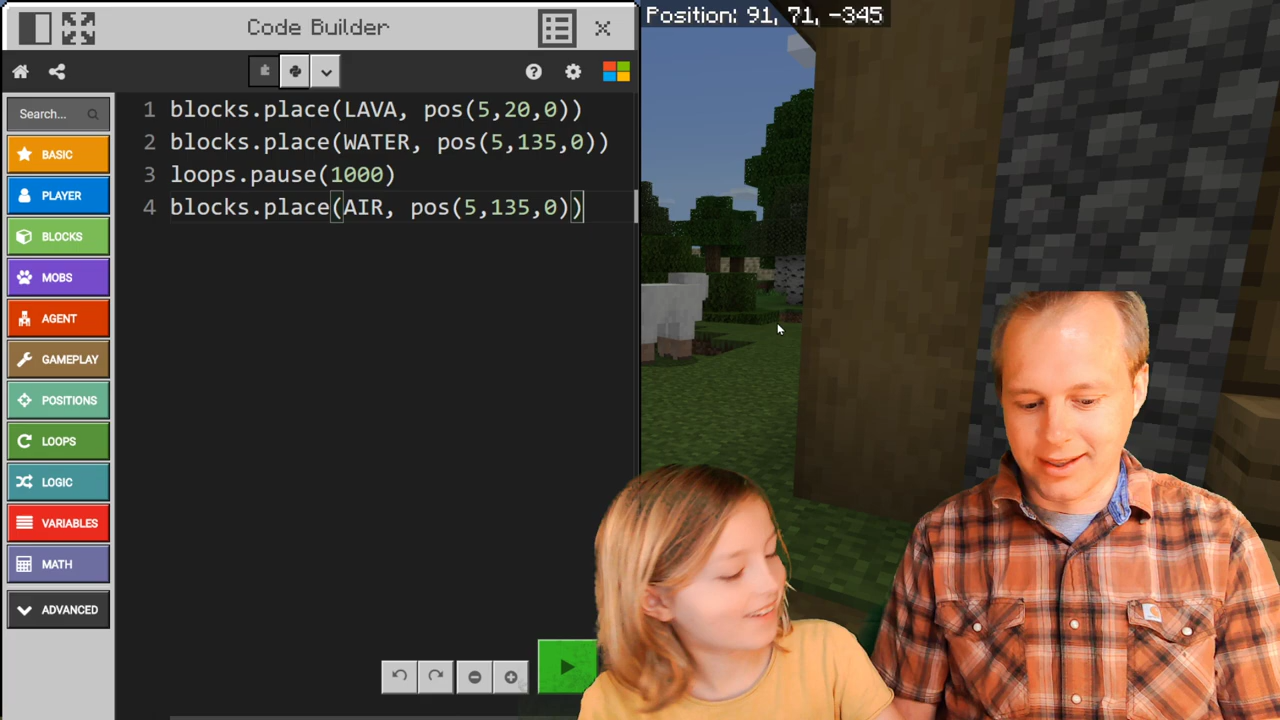 Code Builder
Position: 91, 71, -345
Search...
BASIC
PLAYER
BLOCKS
MOBS
AGENT
GAMEPLAY
POSITIONS
LOOPS
LOGIC
VARIABLES
MATH
ADVANCED
1 blocks.place(LAVA, pos(5,20,0))
2 blocks.place(WATER, pos(5,135,0))
3 loops.pause(1000)
4 blocks.place(AIR, pos(5,135,0))